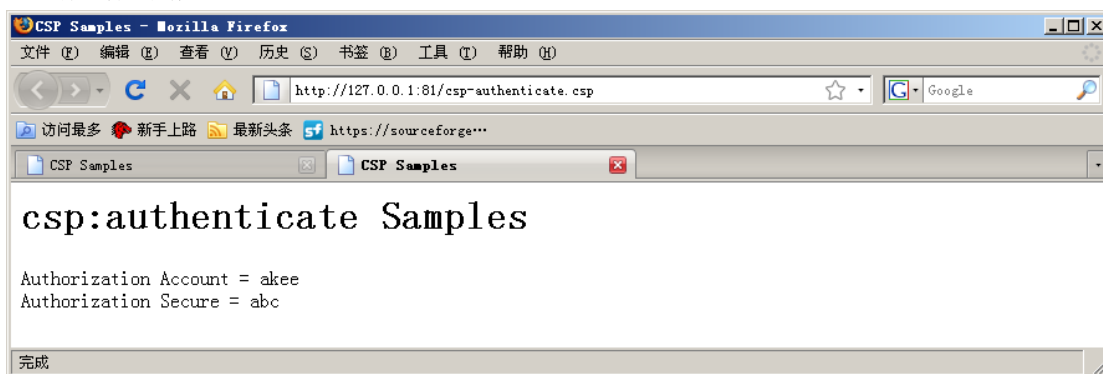 CSP Samples - Mozilla Firefox
文件 (F) 编辑 (E) 查看 (V) 历史 (S) 书签 (B) 工具 (T) 帮助 (H)
http://127.0.0.1:81/csp-authenticate.csp
G Google
访问最多 新手上路 最新头条 sf https://sourceforge…
CSP Samples CSP Samples
csp:authenticate Samples
Authorization Account = akee
Authorization Secure = abc
完成